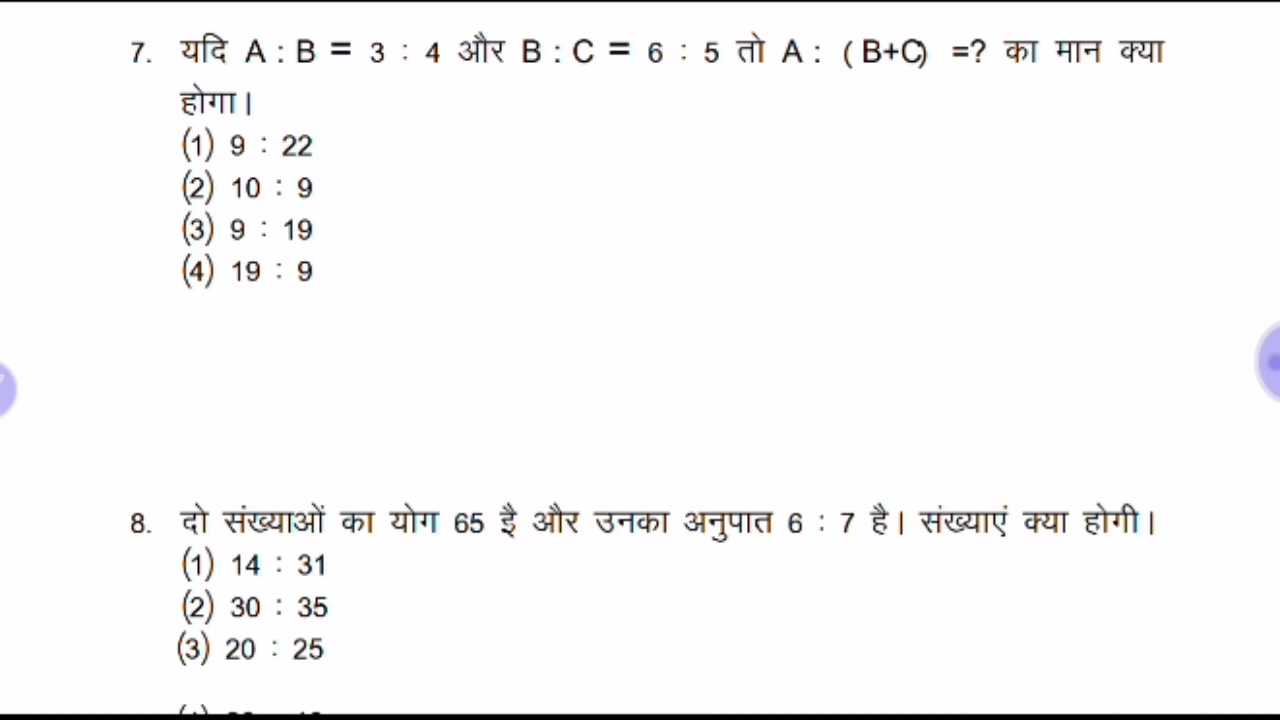 7. यदि A : B = 3 : 4 और B : C = 6 : 5 तो A : ( B+C) =? का मान क्या
होगा।
(1) 9 : 22
(2) 10 : 9
(3) 9 : 19
(4) 19 : 9
8. दो संख्याओं का योग 65 इै और उनका अनुपात 6 : 7 है। संख्याएं क्या होगी।
(1) 14 : 31
(2) 30 : 35
(3) 20 : 25